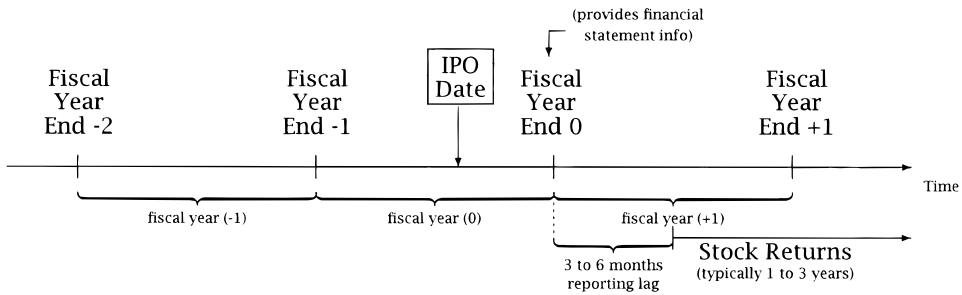 (provides financial
statement info)
Fiscal
Year
End -2
Fiscal
Year
End -1
IPO
Date
Fiscal
Year
End 0
Fiscal
Year
End +1
Time
fiscal year (-1)
fiscal year (0)
fiscal year (+1)
3 to 6 months
reporting lag
Stock Returns
(typically 1 to 3 years)